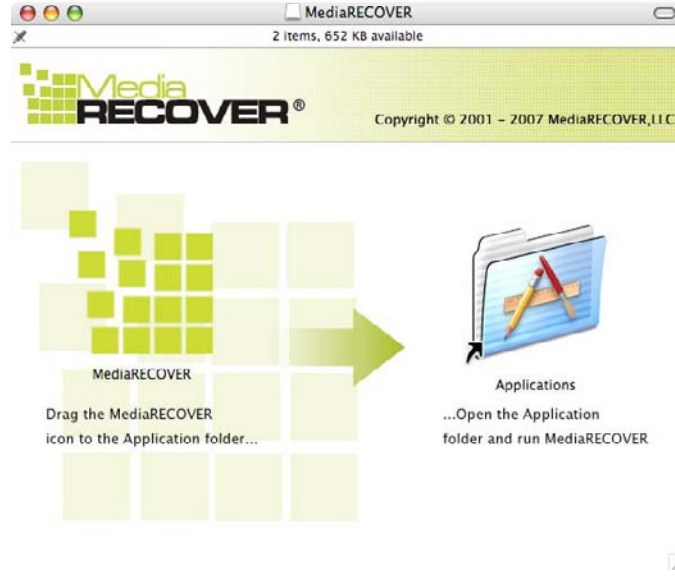 MediaRECOVER
2 items, 652 KB available
Media
RECOVER®
Copyright © 2001 – 2007 MediaRECOVER,LLC
MediaRECOVER
Applications
Drag the MediaRECOVER
icon to the Application folder...
...Open the Application
folder and run MediaRECOVER